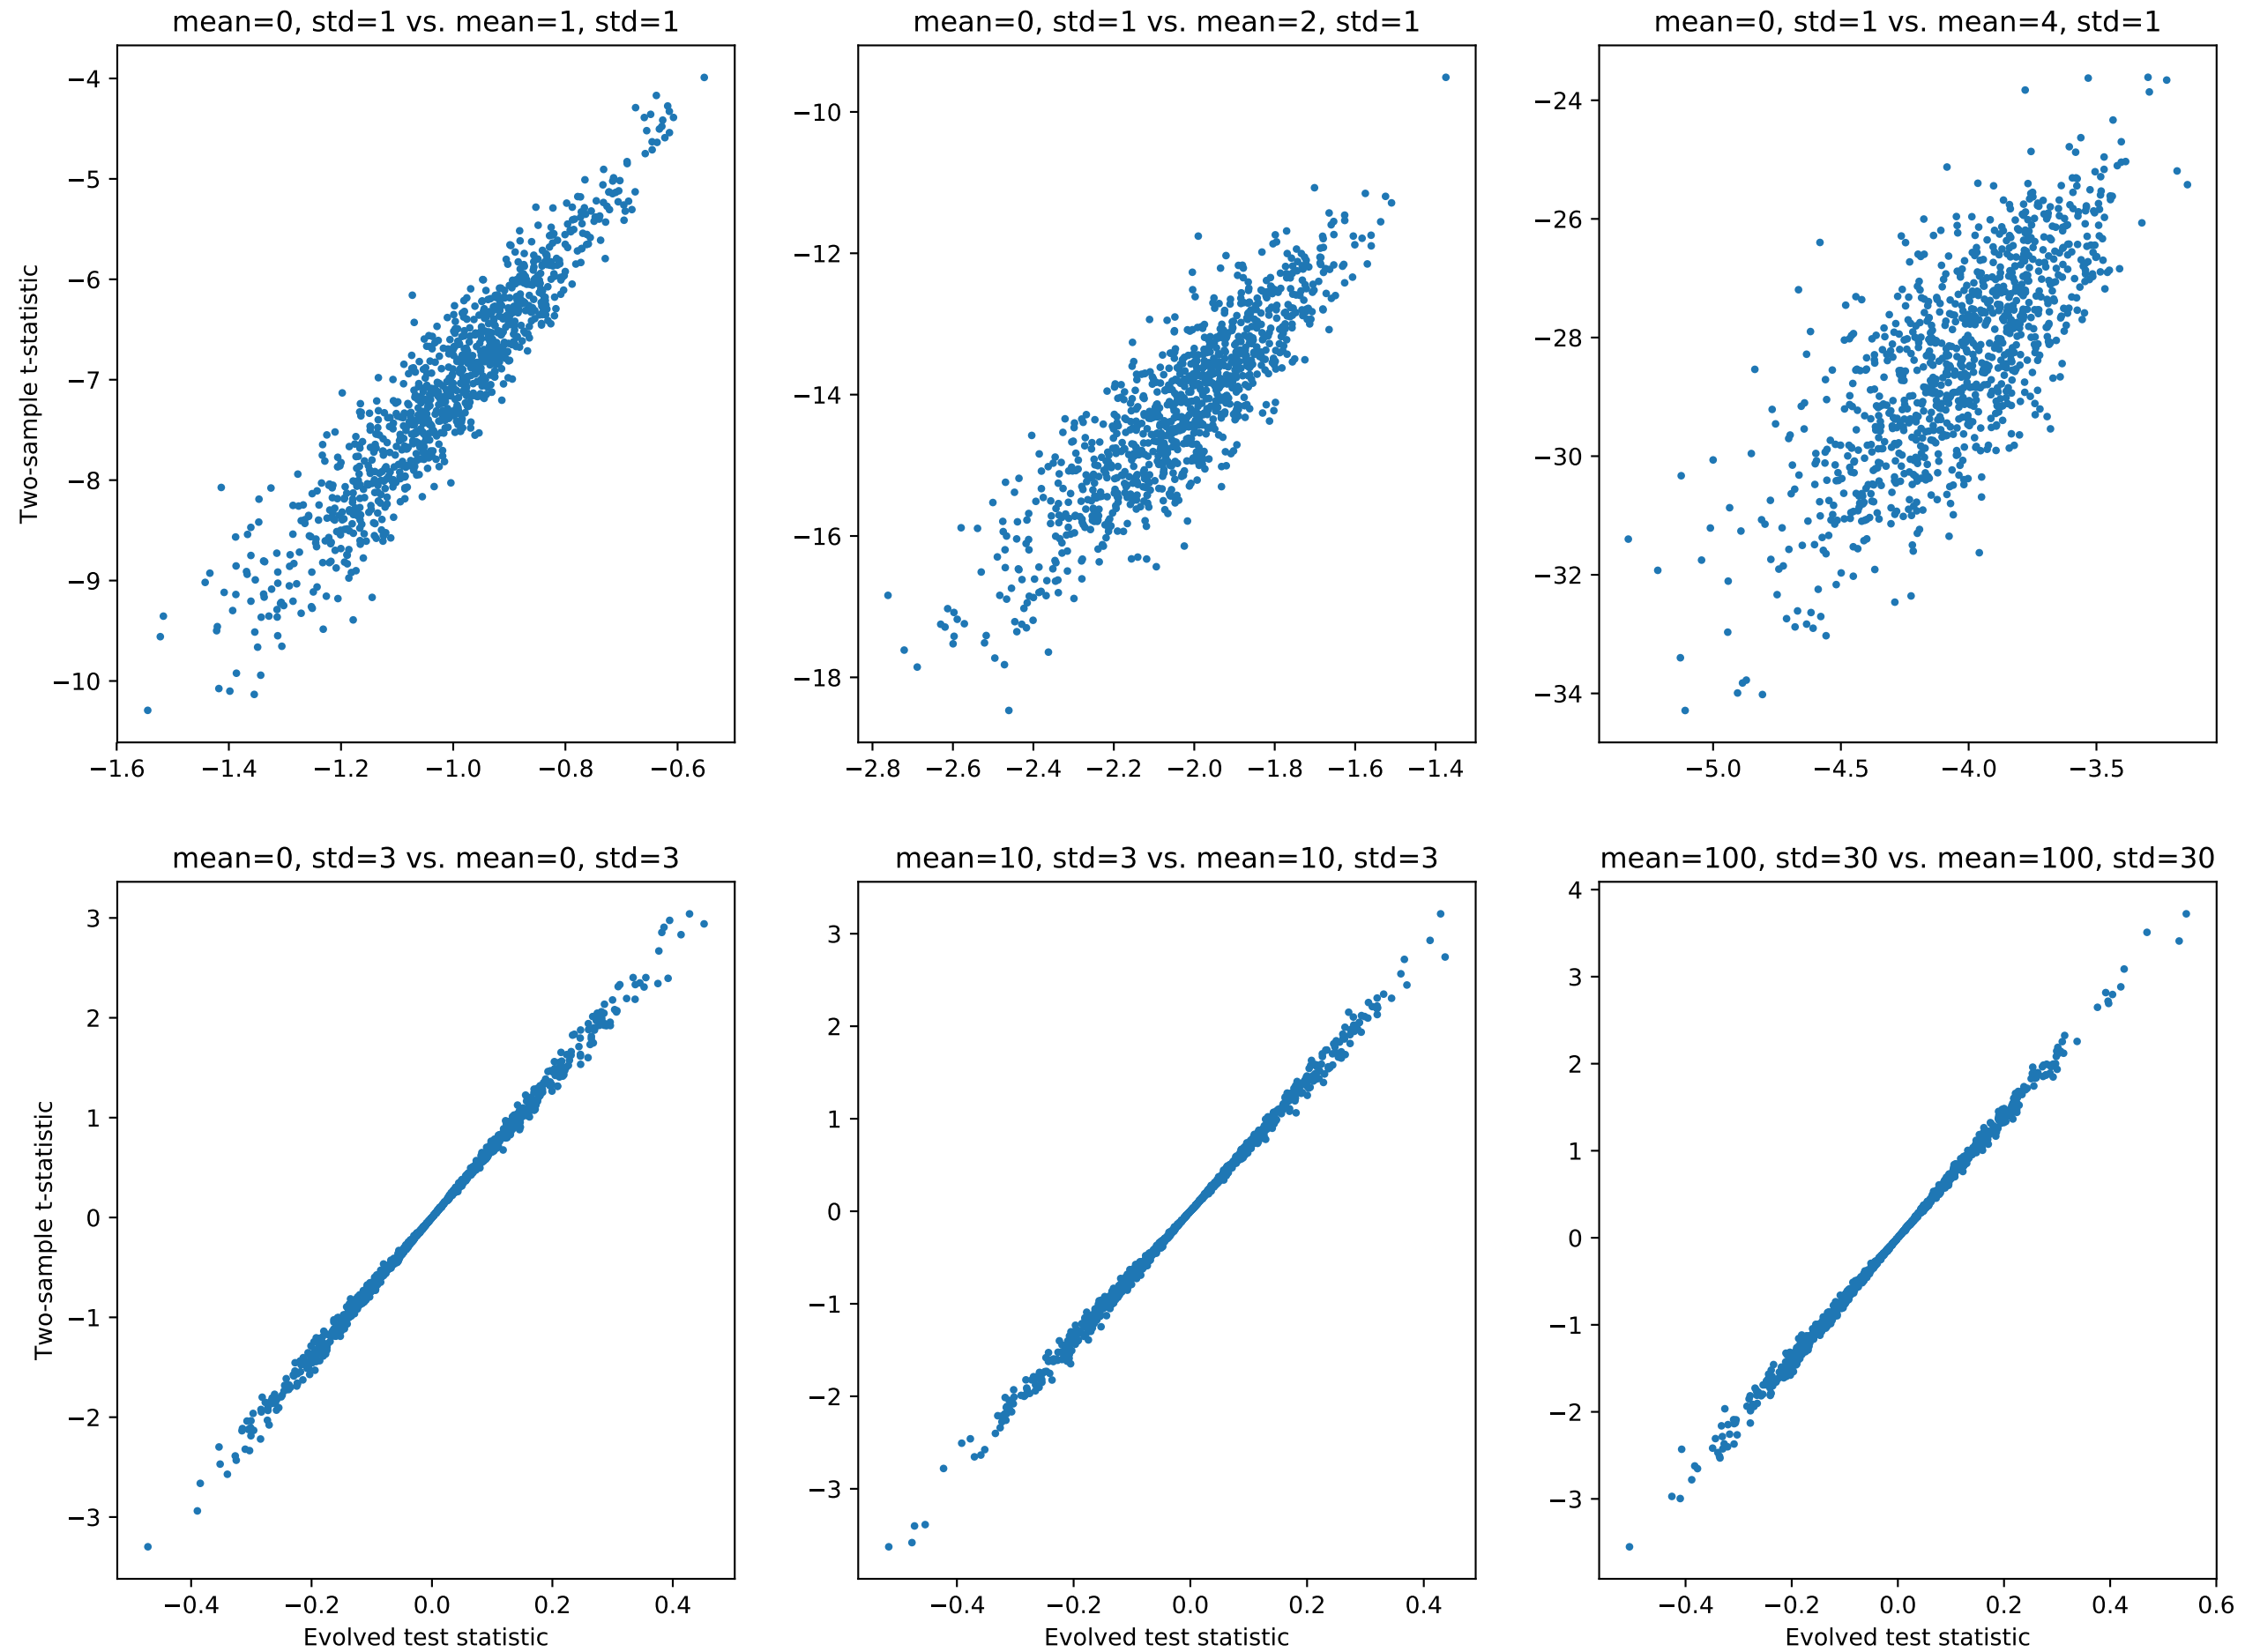 mean=0, std=1 vs. mean=1, std=1
mean=0, std=1 vs. mean=2, std=1
mean=0, std=1 vs. mean=4, std=1
Two-sample t-statistic
−4
−5
−6
−7
−8
−9
−10
−1.6 −1.4 −1.2 −1.0 −0.8 −0.6
−10
−12
−14
−16
−18
−2.8 −2.6 −2.4 −2.2 −2.0 −1.8 −1.6 −1.4
−24
−26
−28
−30
−32
−34
−5.0 −4.5 −4.0 −3.5
mean=0, std=3 vs. mean=0, std=3
mean=10, std=3 vs. mean=10, std=3
mean=100, std=30 vs. mean=100, std=30
Two-sample t-statistic
3
2
1
0
−1
−2
−3
−0.4 −0.2 0.0 0.2 0.4
Evolved test statistic
3
2
1
0
−1
−2
−3
−0.4 −0.2 0.0 0.2 0.4
Evolved test statistic
4
3
2
1
0
−1
−2
−3
−0.4 −0.2 0.0 0.2 0.4 0.6
Evolved test statistic